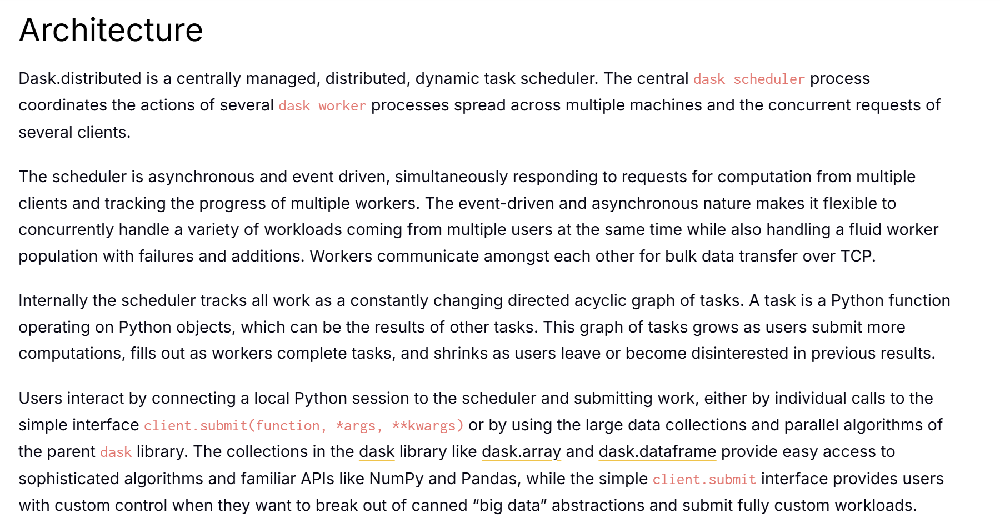 Architecture
Dask.distributed is a centrally managed, distributed, dynamic task scheduler. The central dask scheduler process
coordinates the actions of several dask worker processes spread across multiple machines and the concurrent requests of
several clients.
The scheduler is asynchronous and event driven, simultaneously responding to requests for computation from multiple
clients and tracking the progress of multiple workers. The event-driven and asynchronous nature makes it flexible to
concurrently handle a variety of workloads coming from multiple users at the same time while also handling a fluid worker
population with failures and additions. Workers communicate amongst each other for bulk data transfer over TCP.
Internally the scheduler tracks all work as a constantly changing directed acyclic graph of tasks. A task is a Python function
operating on Python objects, which can be the results of other tasks. This graph of tasks grows as users submit more
computations, fills out as workers complete tasks, and shrinks as users leave or become disinterested in previous results.
Users interact by connecting a local Python session to the scheduler and submitting work, either by individual calls to the
simple interface client.submit(function, *args, **kwargs) or by using the large data collections and parallel algorithms of
the parent dask library. The collections in the dask library like dask.array and dask.dataframe provide easy access to
sophisticated algorithms and familiar APIs like NumPy and Pandas, while the simple client.submit interface provides users
with custom control when they want to break out of canned “big data” abstractions and submit fully custom workloads.